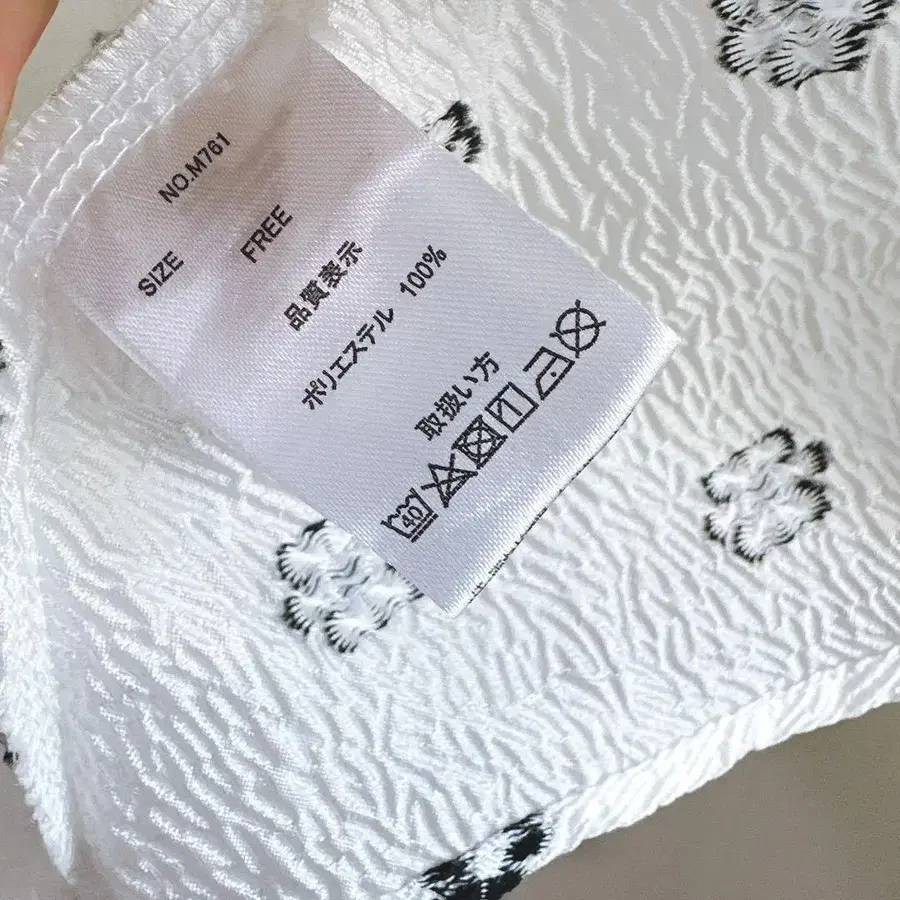 NO.M761
SIZE FREE
品質表示
ポリエステル 100%
取扱い方
40